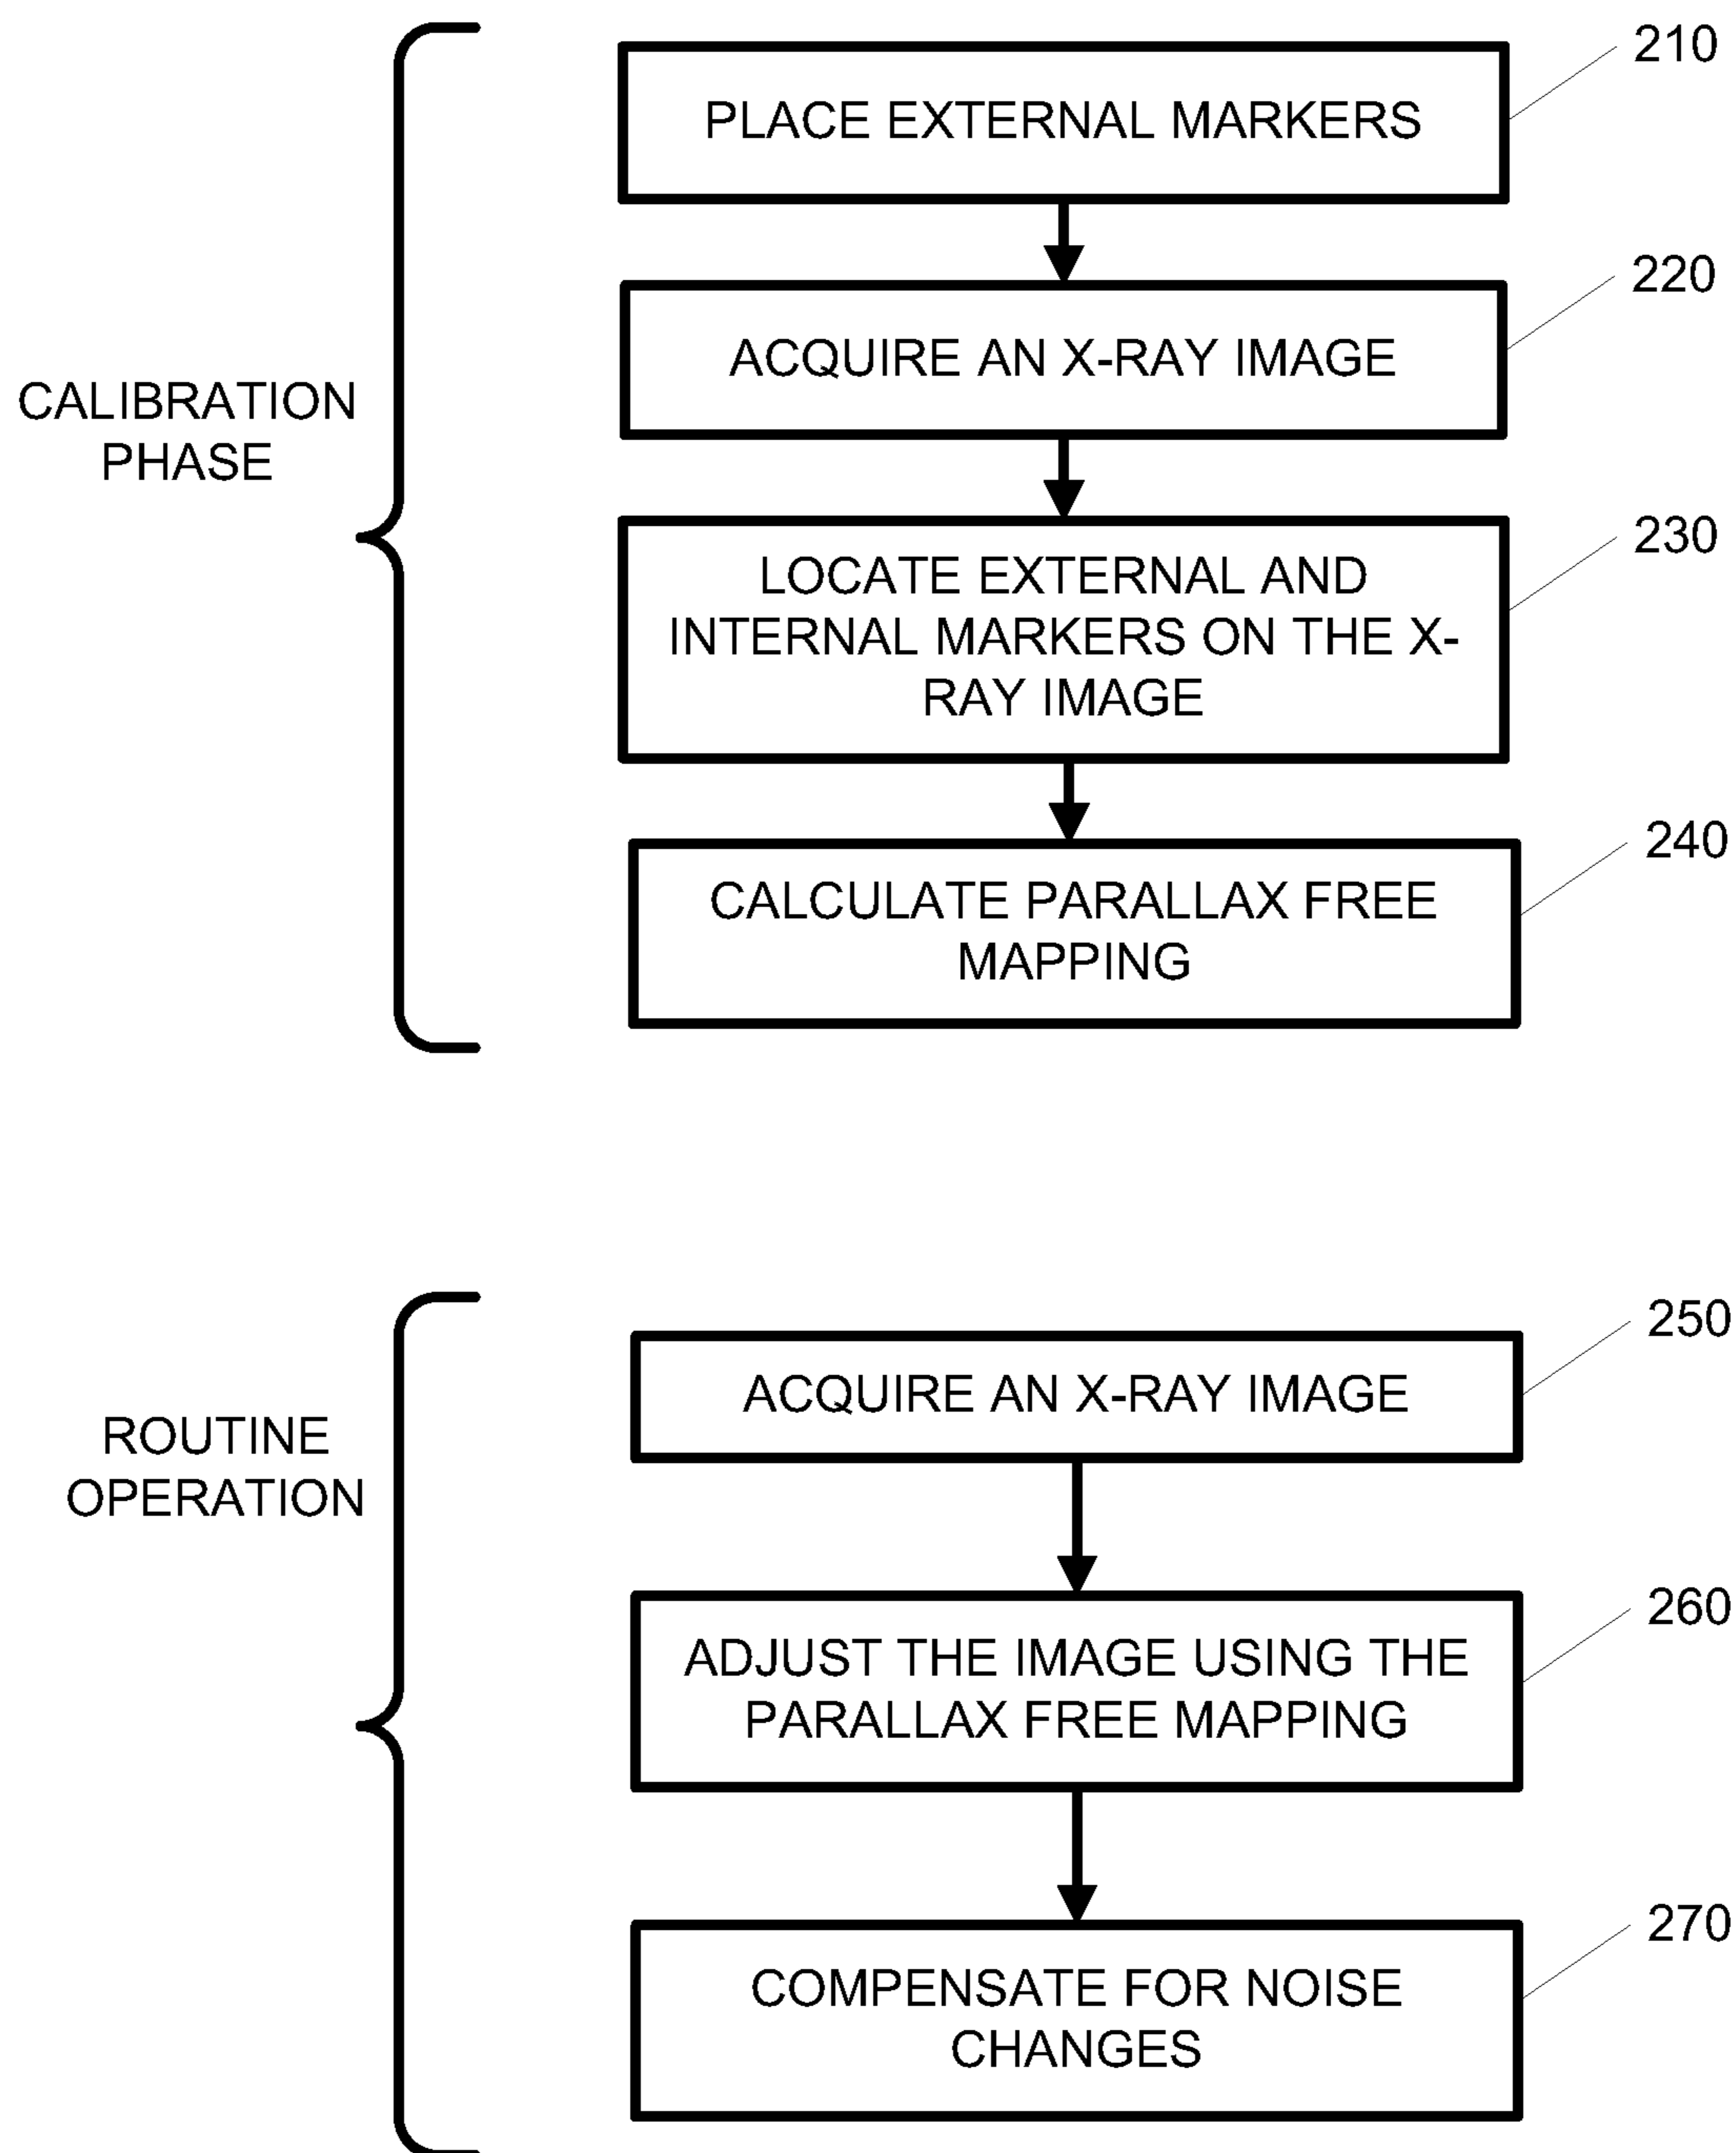 210
PLACE EXTERNAL MARKERS
220
ACQUIRE AN X-RAY IMAGE
CALIBRATION
PHASE
230
LOCATE EXTERNAL AND
INTERNAL MARKERS ON THE X-
RAY IMAGE
240
CALCULATE PARALLAX FREE
MAPPING
250
ACQUIRE AN X-RAY IMAGE
ROUTINE
OPERATION
260
ADJUST THE IMAGE USING THE
PARALLAX FREE MAPPING
270
COMPENSATE FOR NOISE
CHANGES